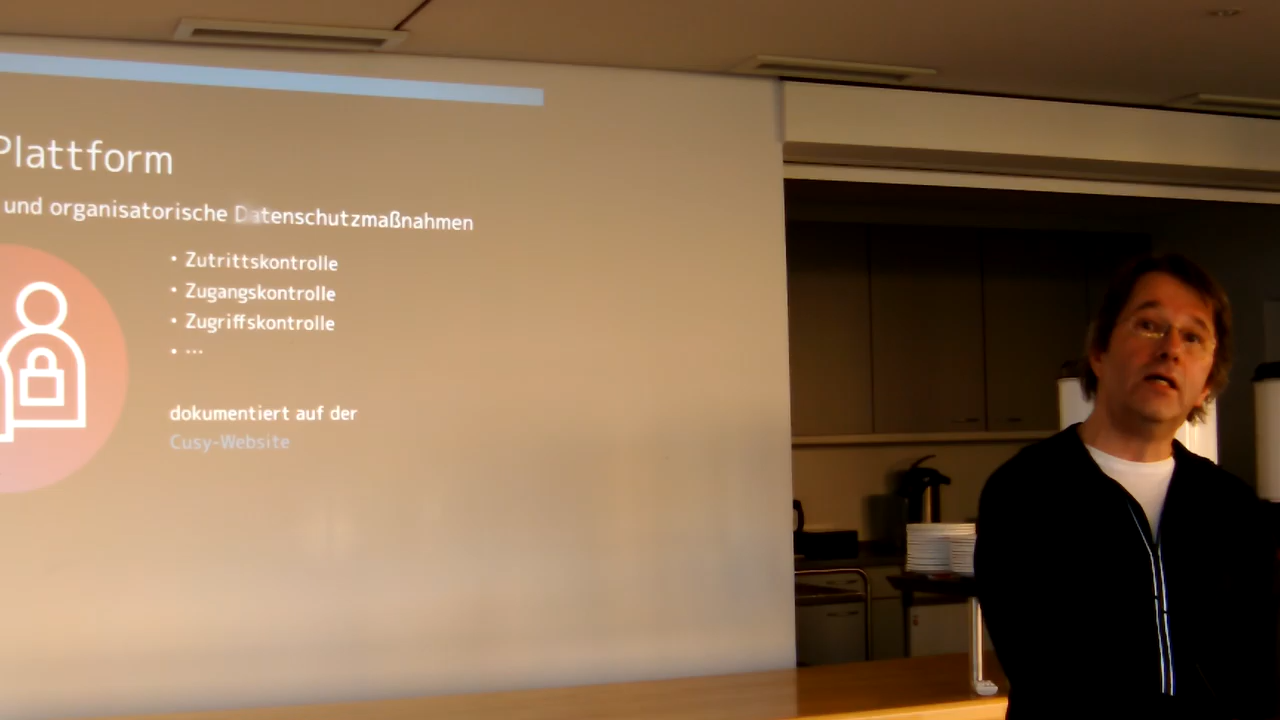 Plattform
und organisatorische Datenschutzmaßnahmen
• Zutrittskontrolle
• Zugangskontrolle
• Zugriffskontrolle
• ...
dokumentiert auf der
Cusy-Website